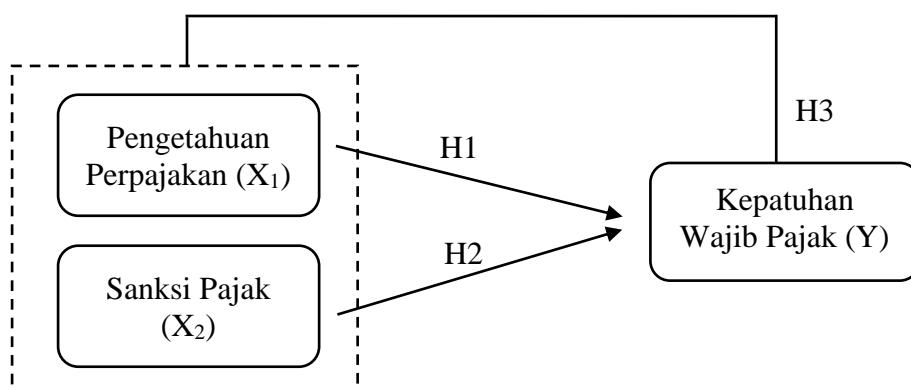 H3
Pengetahuan
Perpajakan (X₁)
H1
Kepatuhan
Wajib Pajak (Y)
H2
Sanksi Pajak
(X₂)